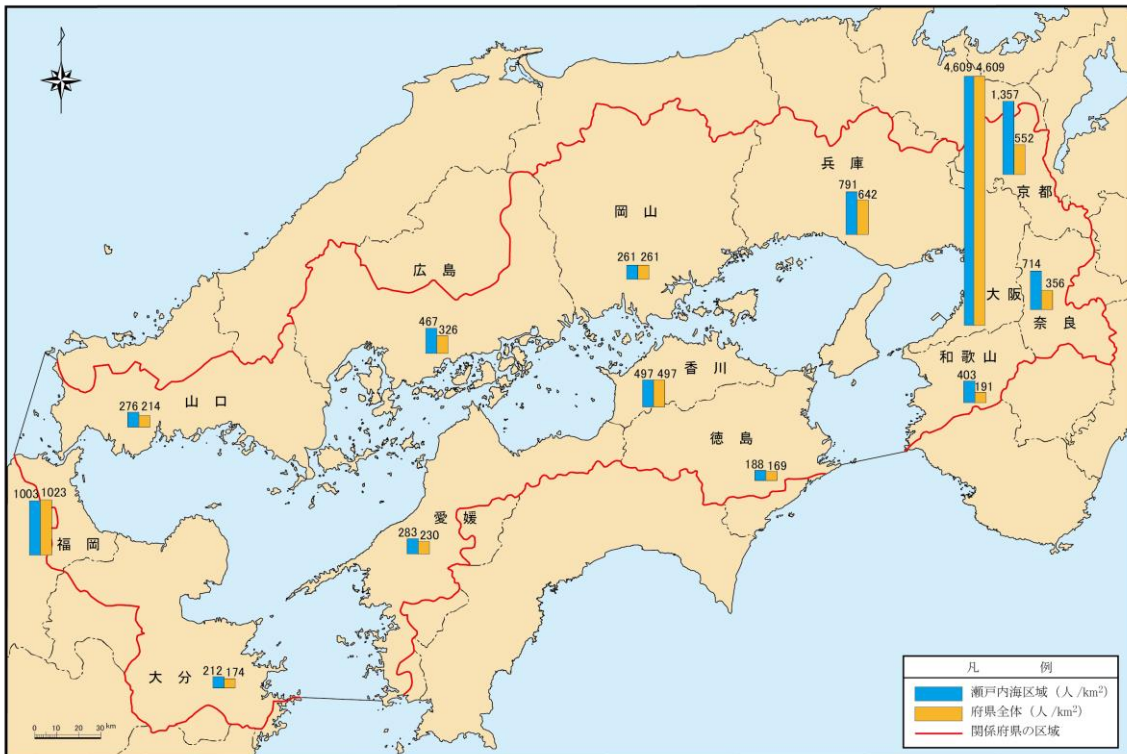 4,609 4,609
1,357
552
京都
兵庫
791
642
岡山
261 261
714
356
大阪
奈良
広島
467
326
和歌山
403
191
香川
497 497
276 214
山口
徳島
188 169
1003 1023
福岡
愛媛
283 230
大分
212 174
凡 例
瀬戸内海区域（人/km²）
府県全体（人/km²）
関係府県の区域
0 10 20 30 km